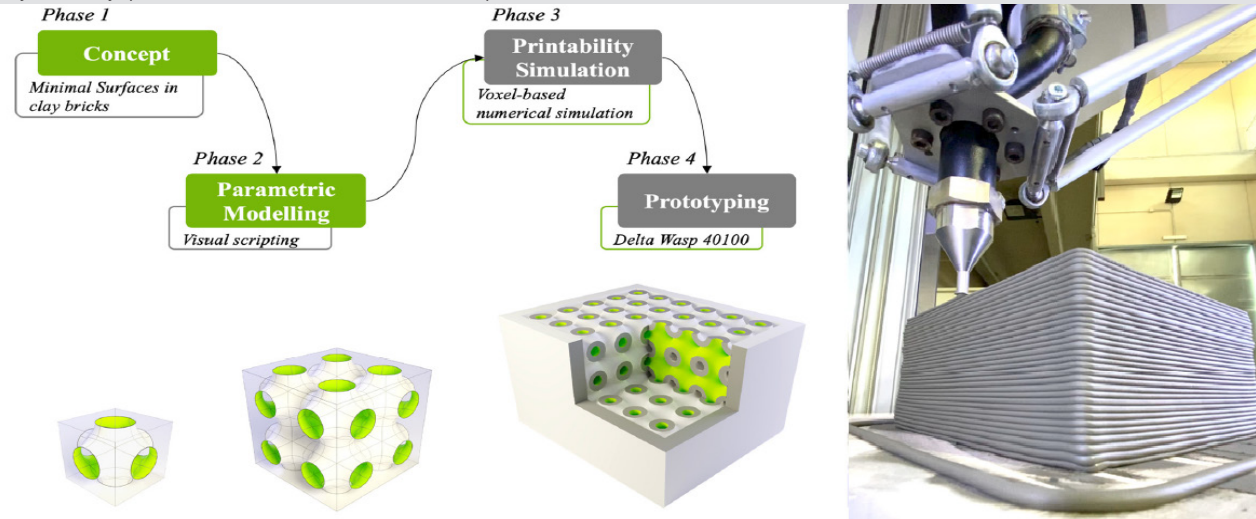 Phase 1
Concept
Minimal Surfaces in
clay bricks
Phase 2
Parametric
Modelling
Visual scripting
Phase 3
Printability
Simulation
Voxel-based
numerical simulation
Phase 4
Prototyping
Delta Wasp 40100